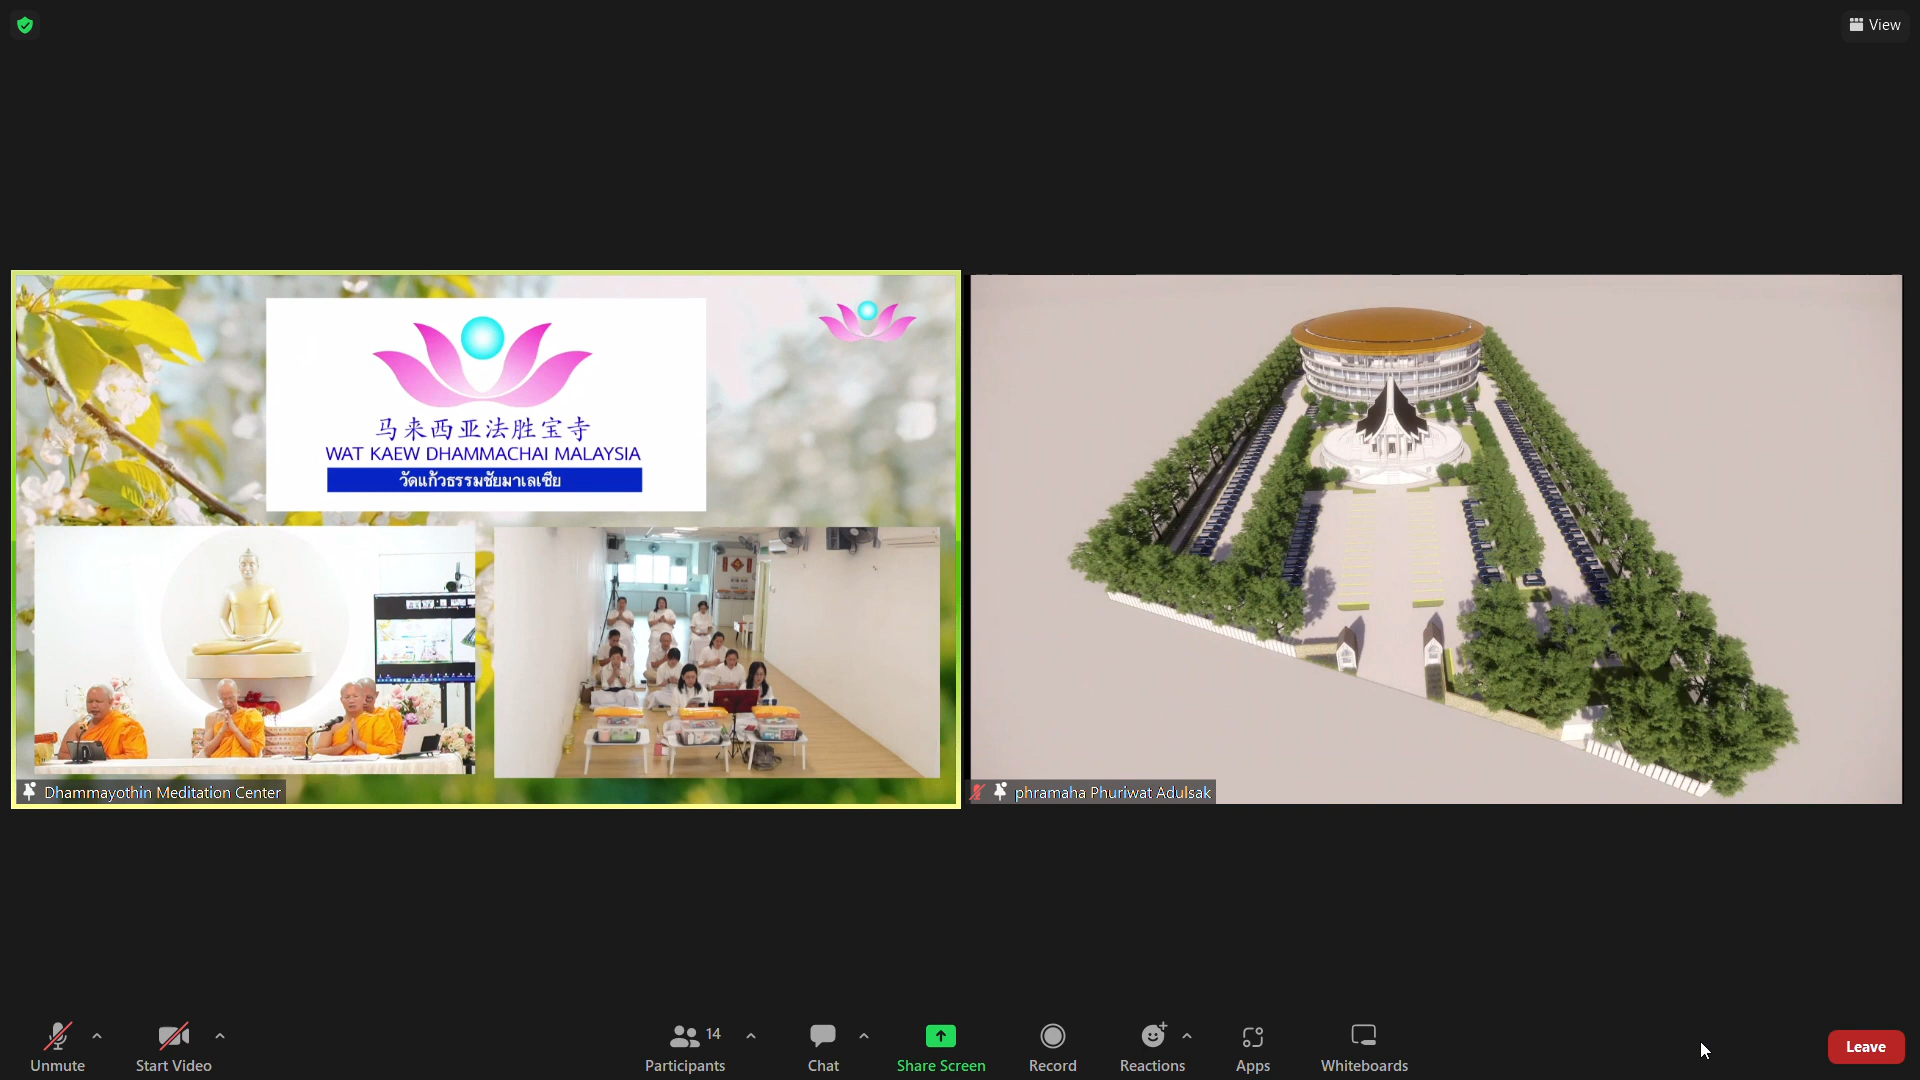 View
马来西亚法胜宝寺
WAT KAEW DHAMMACHAI MALAYSIA
วัดแก้วธรรมชัยมาเลเซีย
Dhammayothin Meditation Center
phramaha Phuriwat Adulsak
Unmute
Start Video
14
Participants
Chat
Share Screen
Record
Reactions
Apps
Whiteboards
Leave